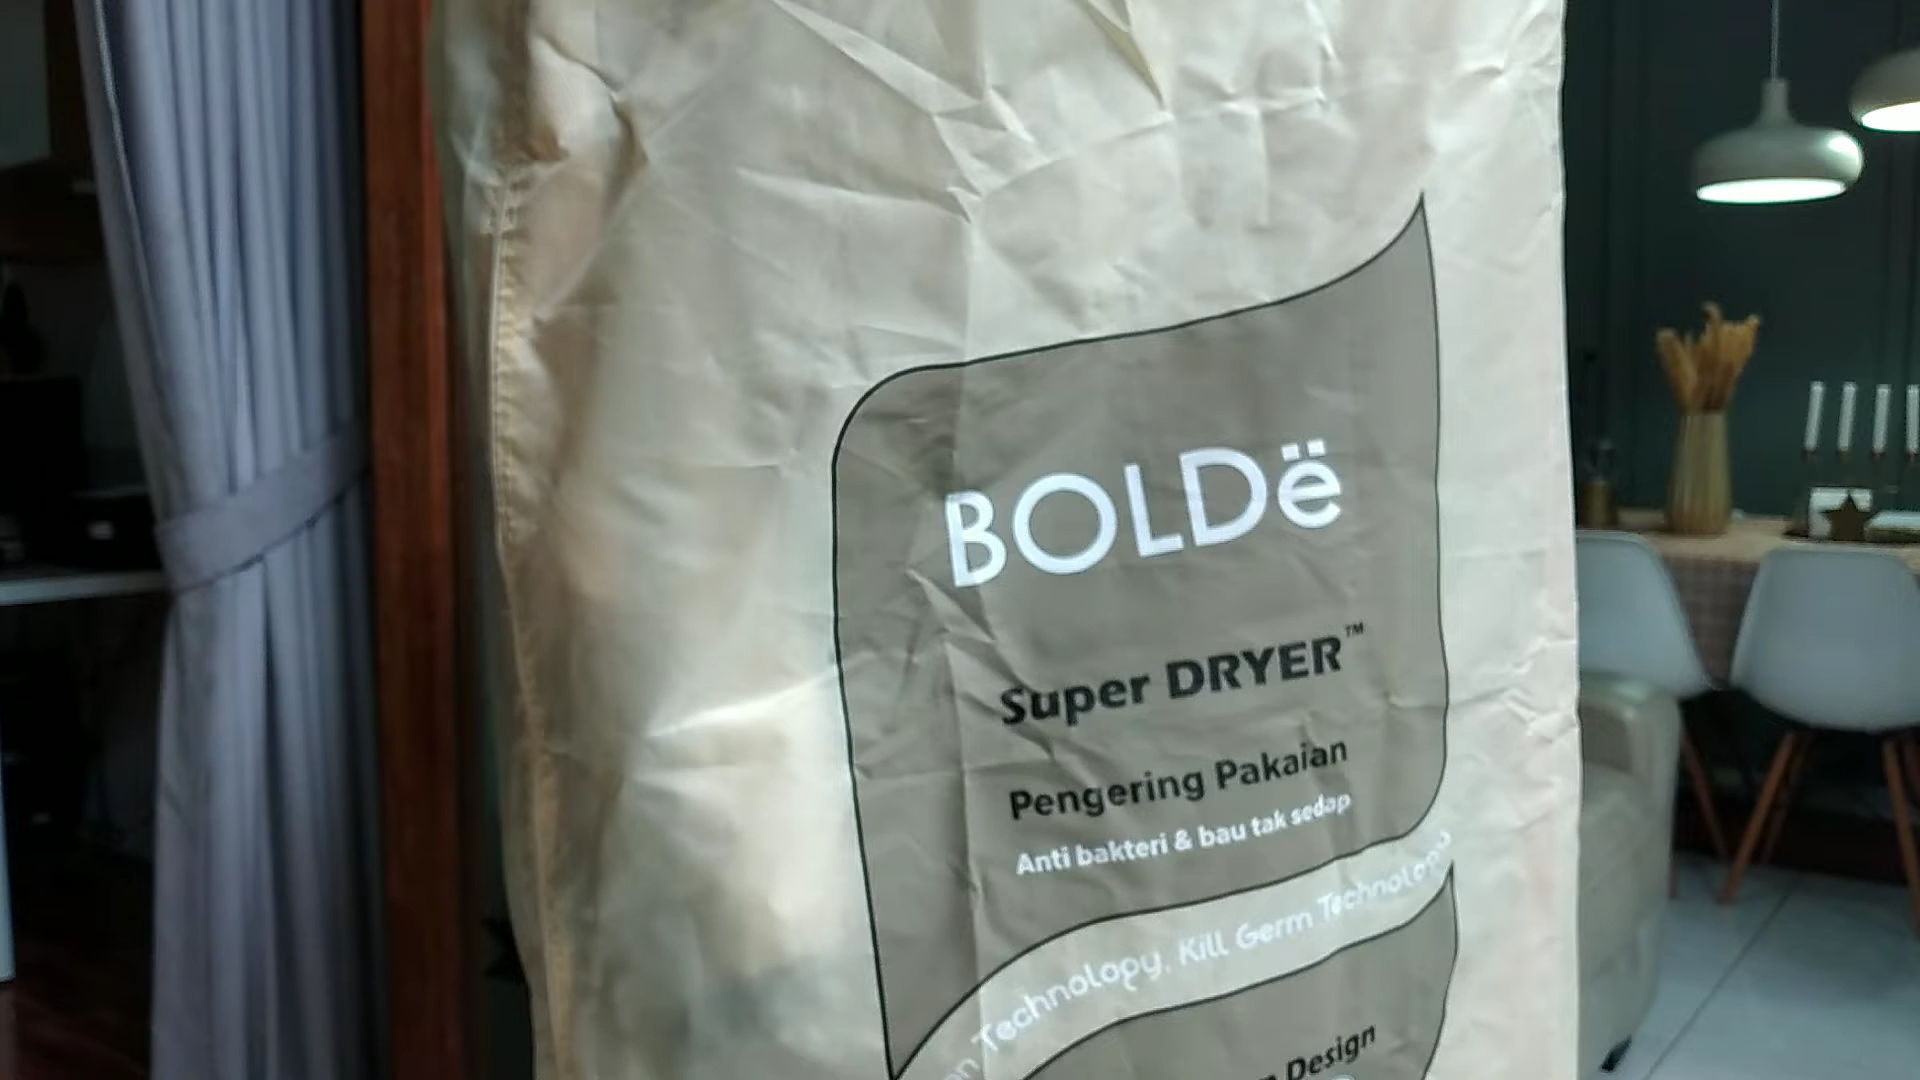 BOLDë
Super DRYER™
Pengering Pakaian
Anti bakteri & bau tak sedap
Technology, Kill Germ Technology
Design